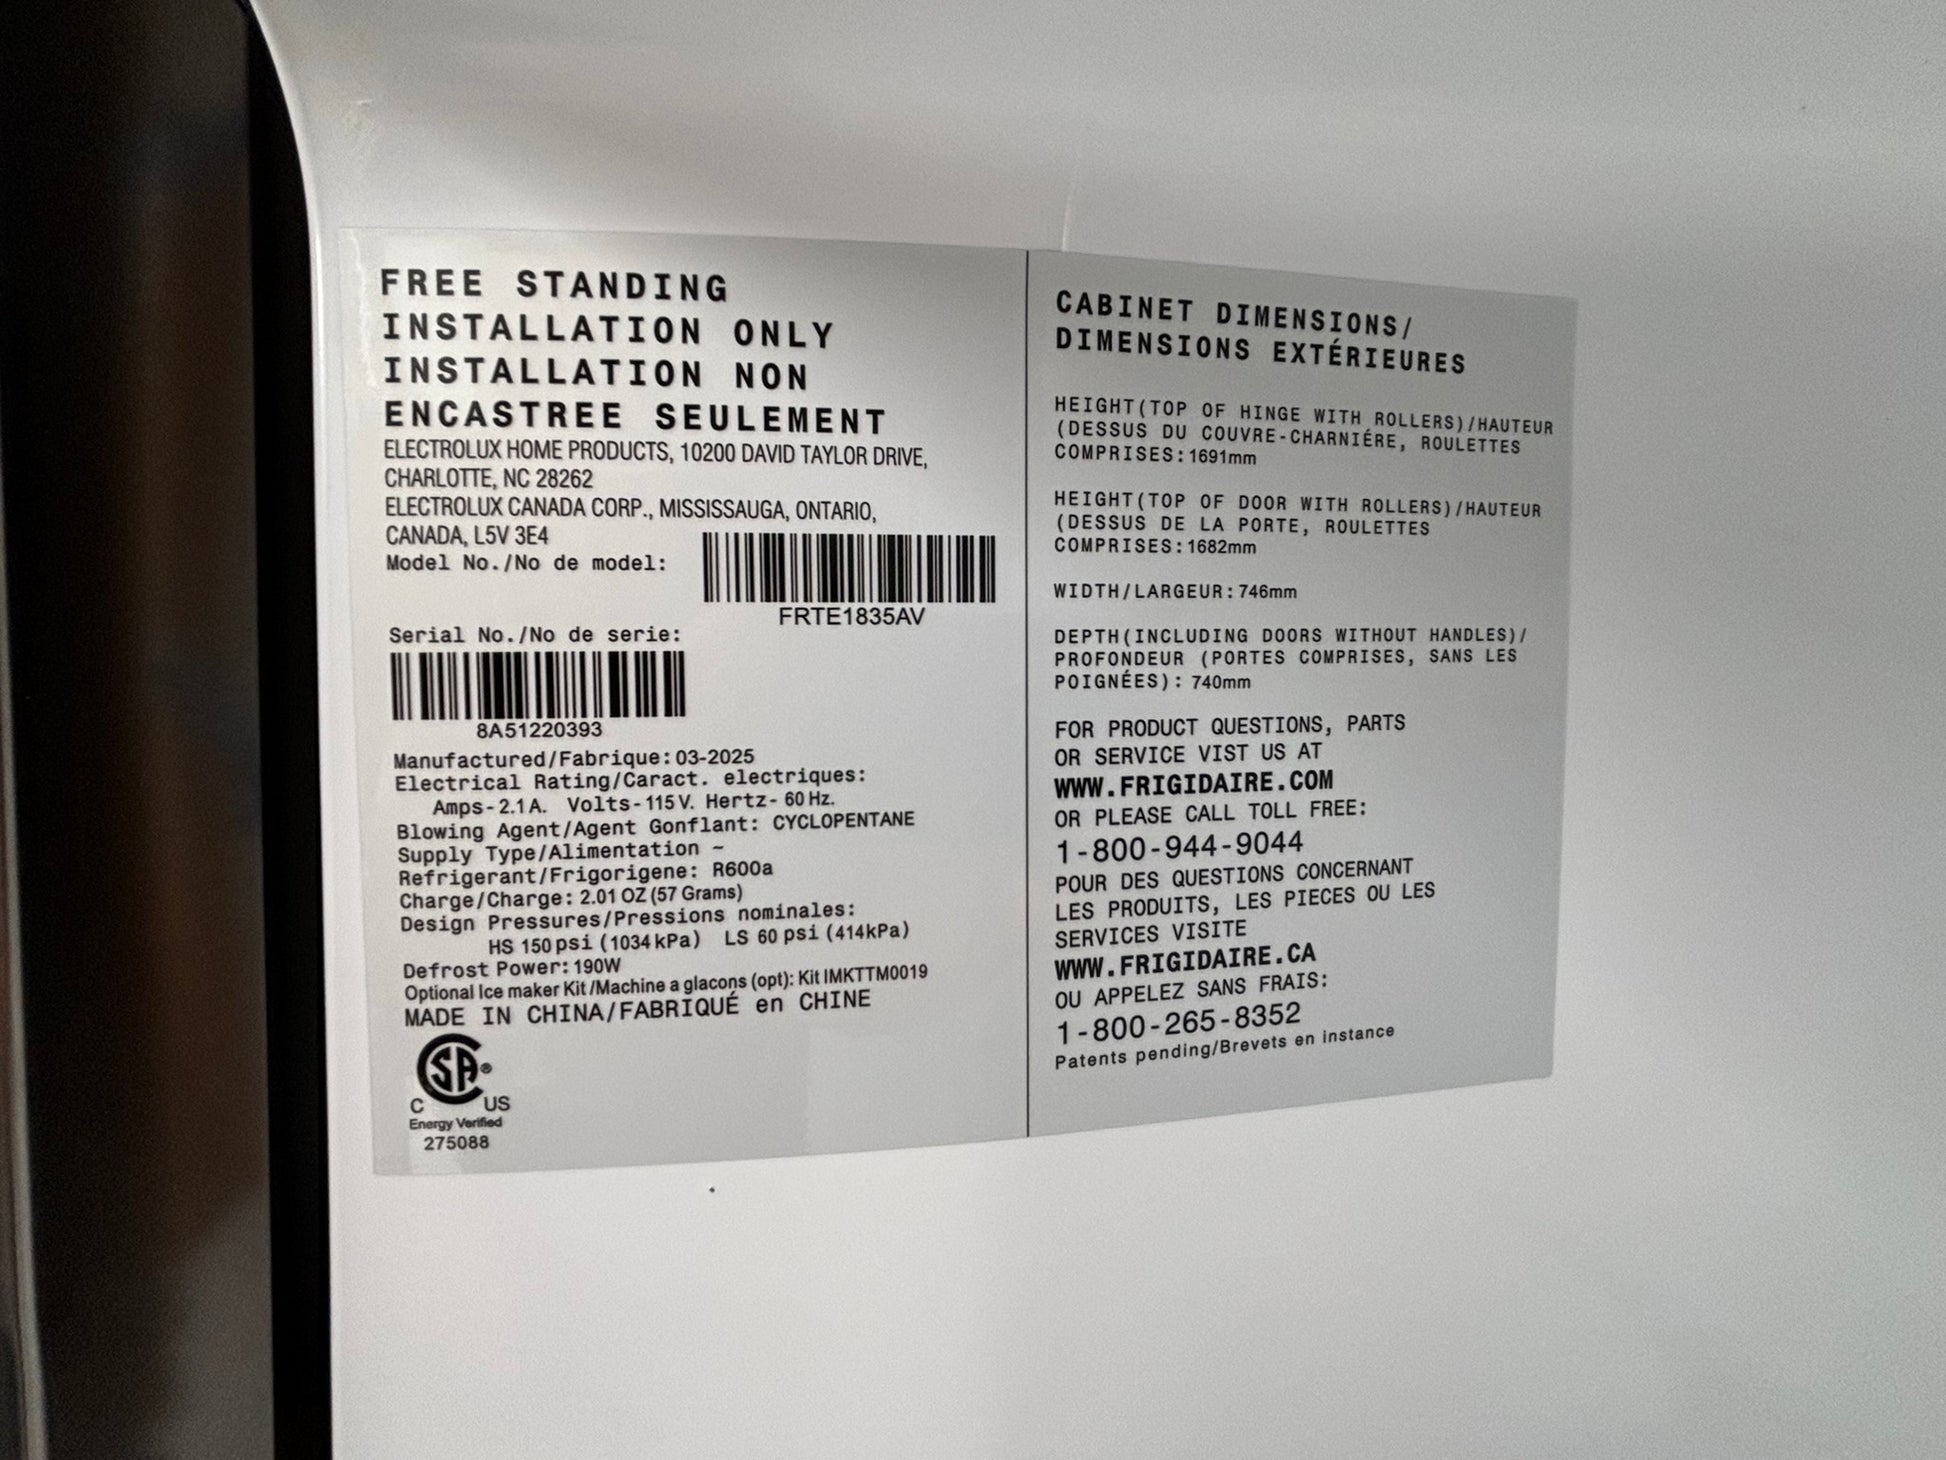 FREE STANDING
INSTALLATION ONLY
INSTALLATION NON
ENCASTREE SEULEMENT
ELECTROLUX HOME PRODUCTS, 10200 DAVID TAYLOR DRIVE,
CHARLOTTE, NC 28262
ELECTROLUX CANADA CORP., MISSISSAUGA, ONTARIO,
CANADA, L5V 3E4
Model No./No de model:
FRTE1835AV
Serial No./No de serie:
8A51220393
Manufactured/Fabrique: 03-2025
Electrical Rating/Caract. electriques:
Amps- 2.1 A. Volts- 115 V. Hertz- 60 Hz.
Blowing Agent/Agent Gonflant: CYCLOPENTANE
Supply Type/Alimentation ~
Refrigerant/Frigorigene: R600a
Charge/Charge: 2.01 OZ (57 Grams)
Design Pressures/Pressions nominales:
HS 150 psi (1034 kPa) LS 60 psi (414 kPa)
Defrost Power: 190W
Optional Ice maker Kit /Machine a glacons (opt): Kit IMKTTM0019
MADE IN CHINA/FABRIQUÉ en CHINE
SA®
C US
Energy Verified
275088
CABINET DIMENSIONS/
DIMENSIONS EXTÉRIEURES
HEIGHT(TOP OF HINGE WITH ROLLERS)/HAUTEUR
(DESSUS DU COUVRE-CHARNIÉRE, ROULETTES
COMPRISES: 1691mm
HEIGHT(TOP OF DOOR WITH ROLLERS)/HAUTEUR
(DESSUS DE LA PORTE, ROULETTES
COMPRISES: 1682mm
WIDTH/LARGEUR: 746mm
DEPTH(INCLUDING DOORS WITHOUT HANDLES)/
PROFONDEUR (PORTES COMPRISES, SANS LES
POIGNÉES): 740mm
FOR PRODUCT QUESTIONS, PARTS
OR SERVICE VIST US AT
WWW.FRIGIDAIRE.COM
OR PLEASE CALL TOLL FREE:
1-800-944-9044
POUR DES QUESTIONS CONCERNANT
LES PRODUITS, LES PIECES OU LES
SERVICES VISITE
WWW.FRIGIDAIRE.CA
OU APPELEZ SANS FRAIS:
1-800-265-8352
Patents pending/Brevets en instance